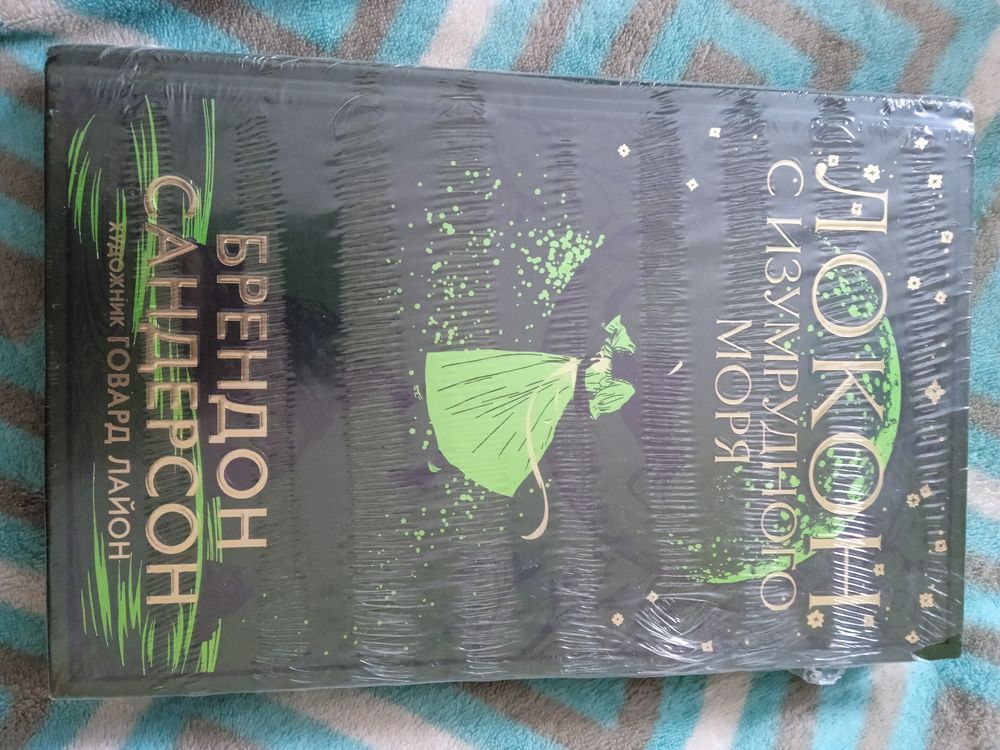 ЛОКОН
С ИЗУМРУДНОГО
МОРЯ
БРЕНДОН
САНДЕРСОН
ХУДОЖНИК ГОВАРД ЛАЙОН